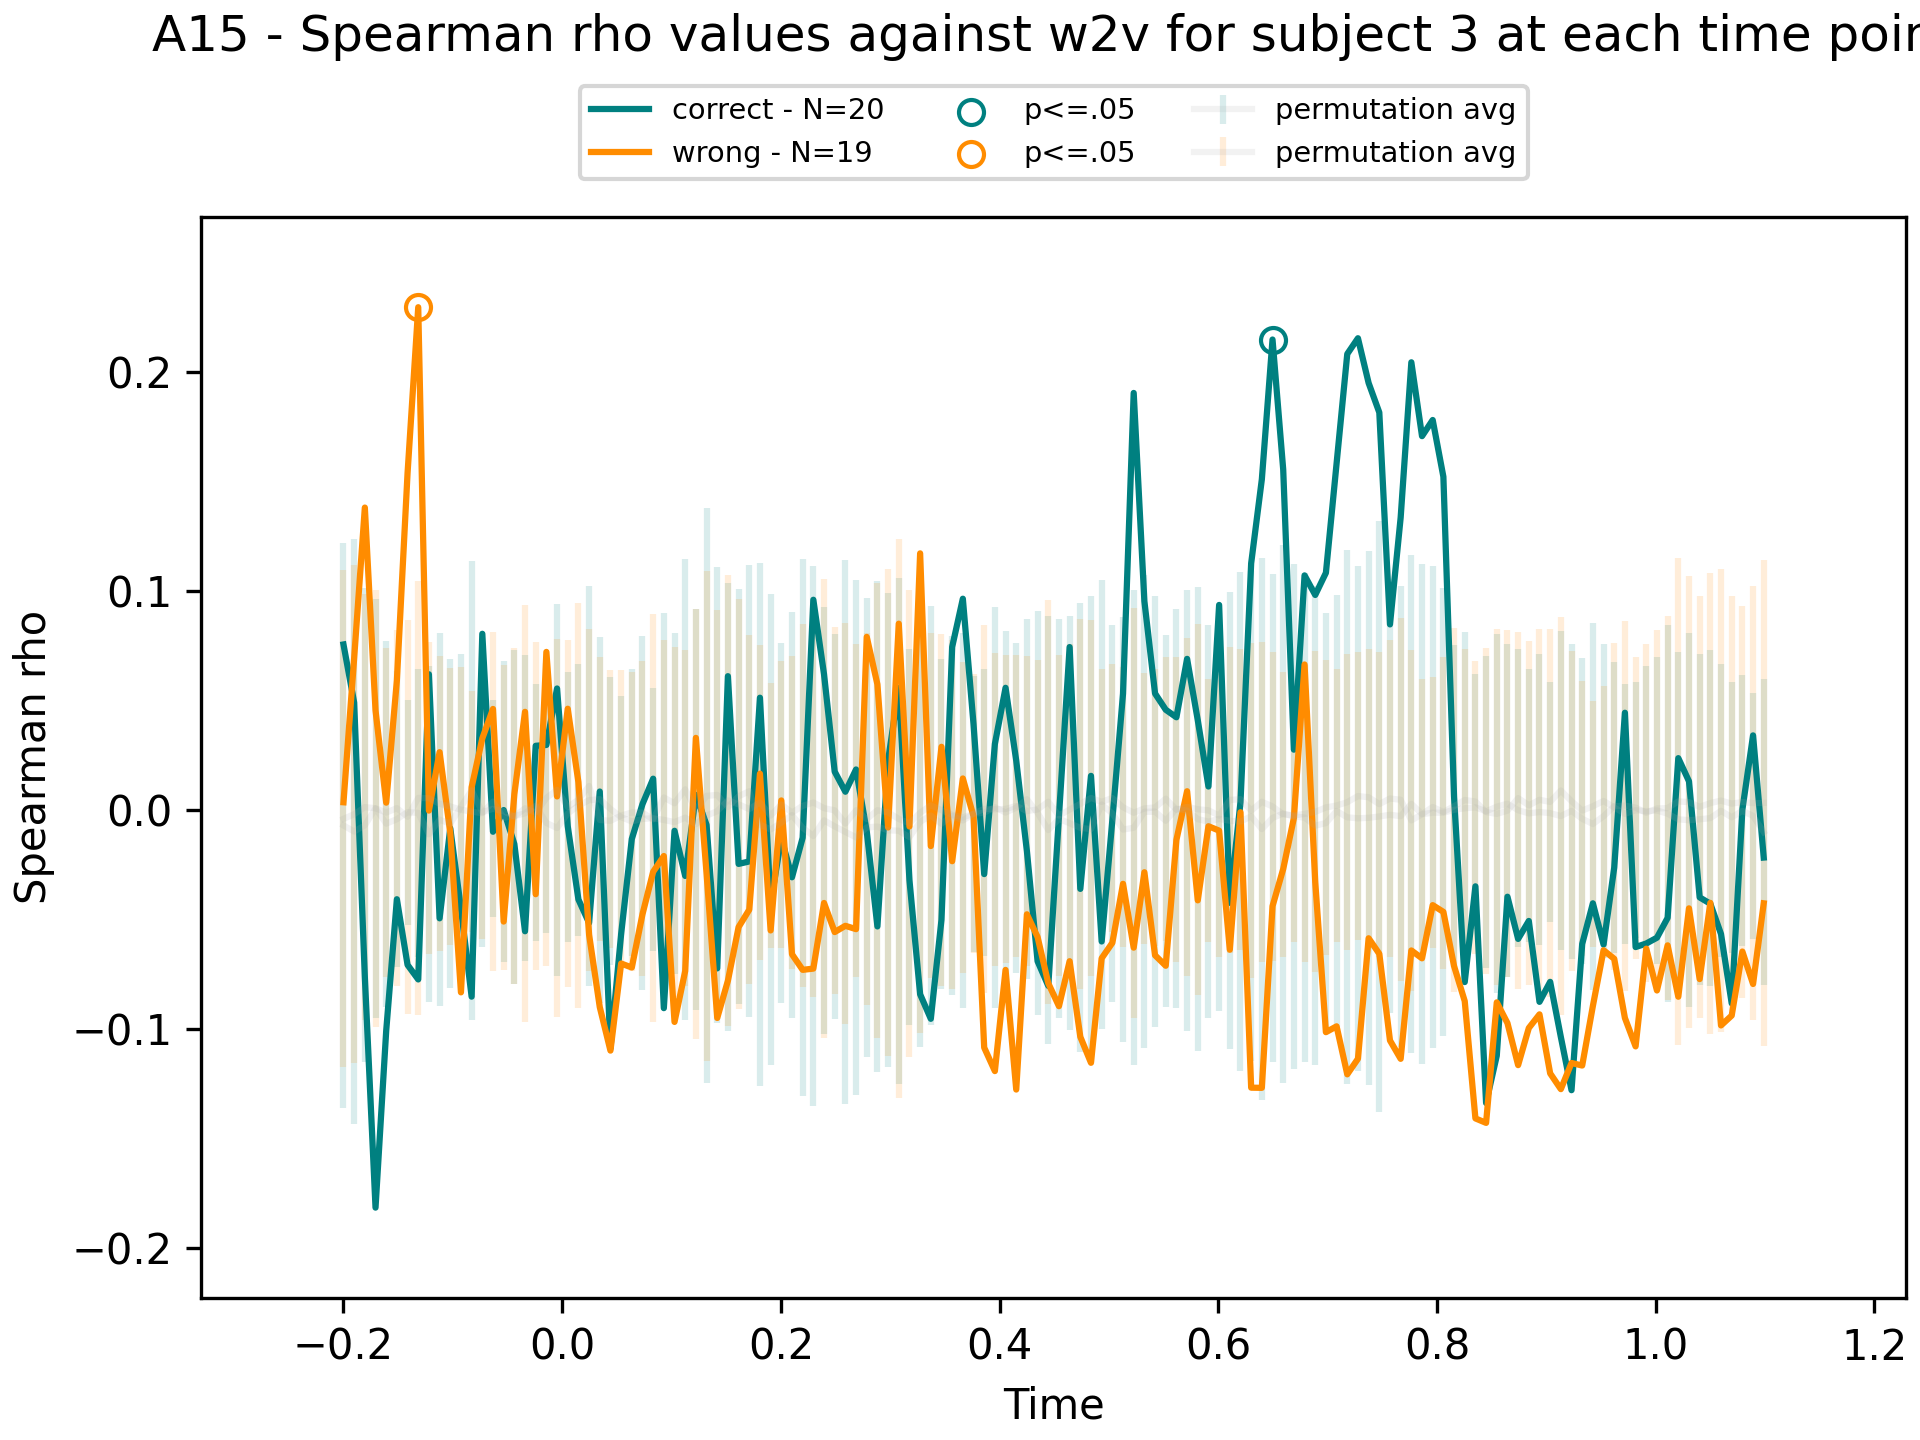 A15 - Spearman rho values against w2v for subject 3 at each time poin
correct - N=20
wrong - N=19
p<=.05
p<=.05
permutation avg
permutation avg
Spearman rho
0.2
0.1
0.0
−0.1
−0.2
−0.2 0.0 0.2 0.4 0.6 0.8 1.0 1.2
Time